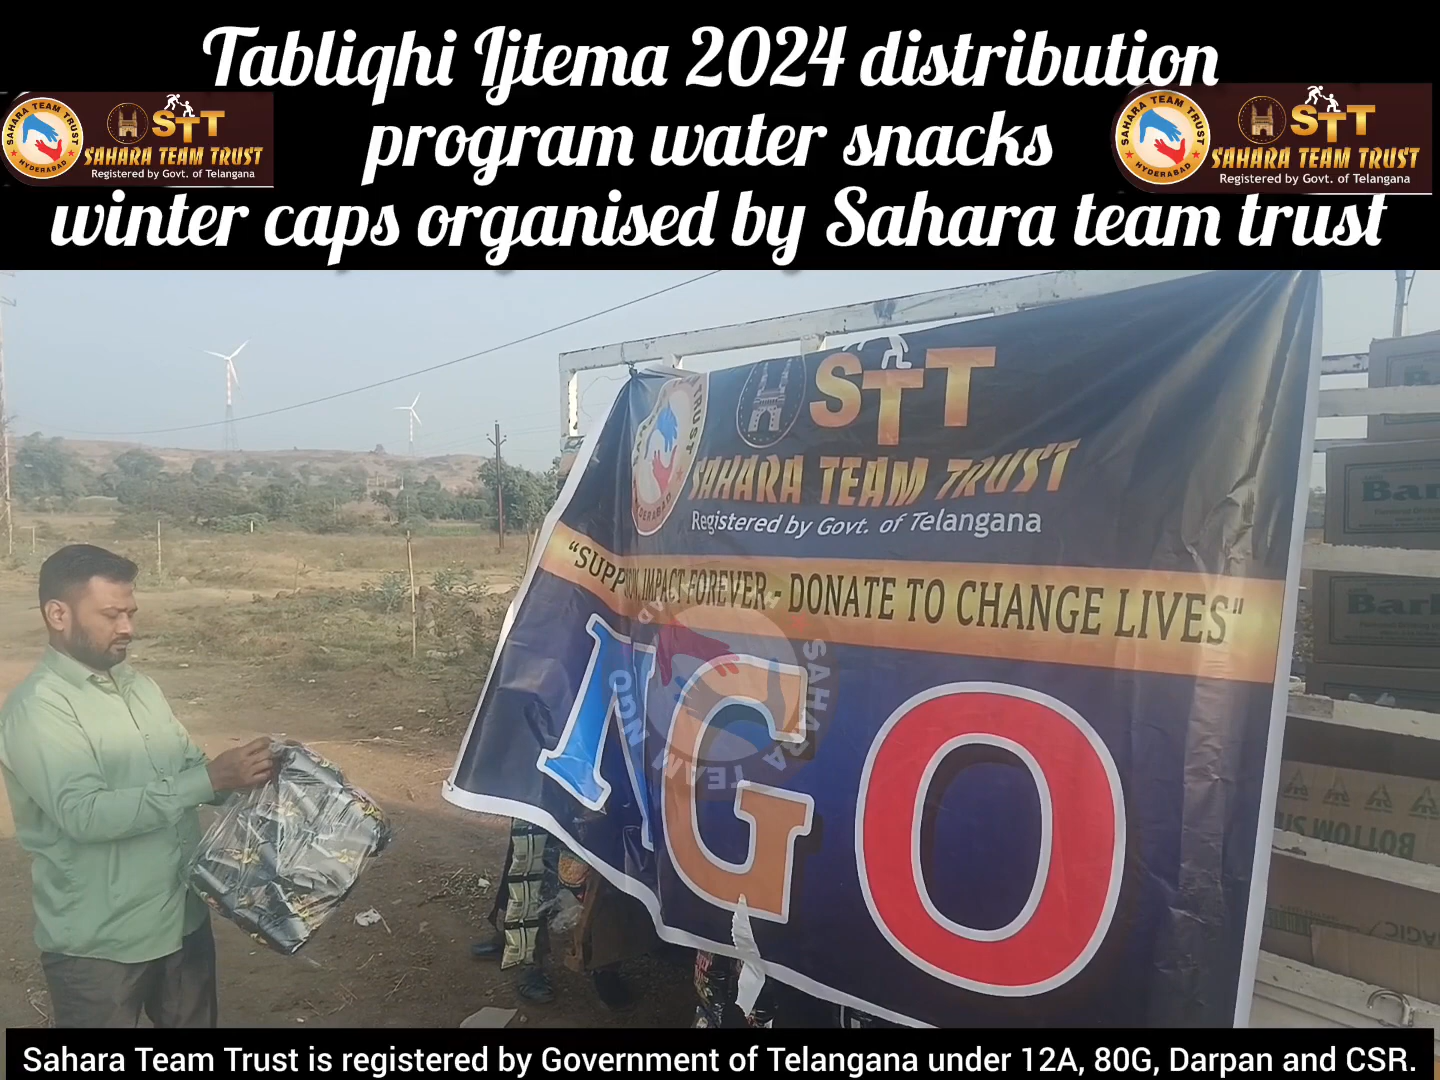 Tabliqhi Ijtema 2024 distribution
program water snacks
winter caps organised by Sahara team trust
SAHARA TEAM TRUST
HYDERABAD
STT
SAHARA TEAM TRUST
Registered by Govt. of Telangana
SAHARA TEAM TRUST
HYDERABAD
STT
SAHARA TEAM TRUST
Registered by Govt. of Telangana
STT
SAHARA TEAM TRUST
Registered by Govt. of Telangana
IMPACT FOREVER - DONATE TO CHANGE LIVES"
NGO
SAHARA TEAM NGO
Sahara Team Trust is registered by Government of Telangana under 12A, 80G, Darpan and CSR.